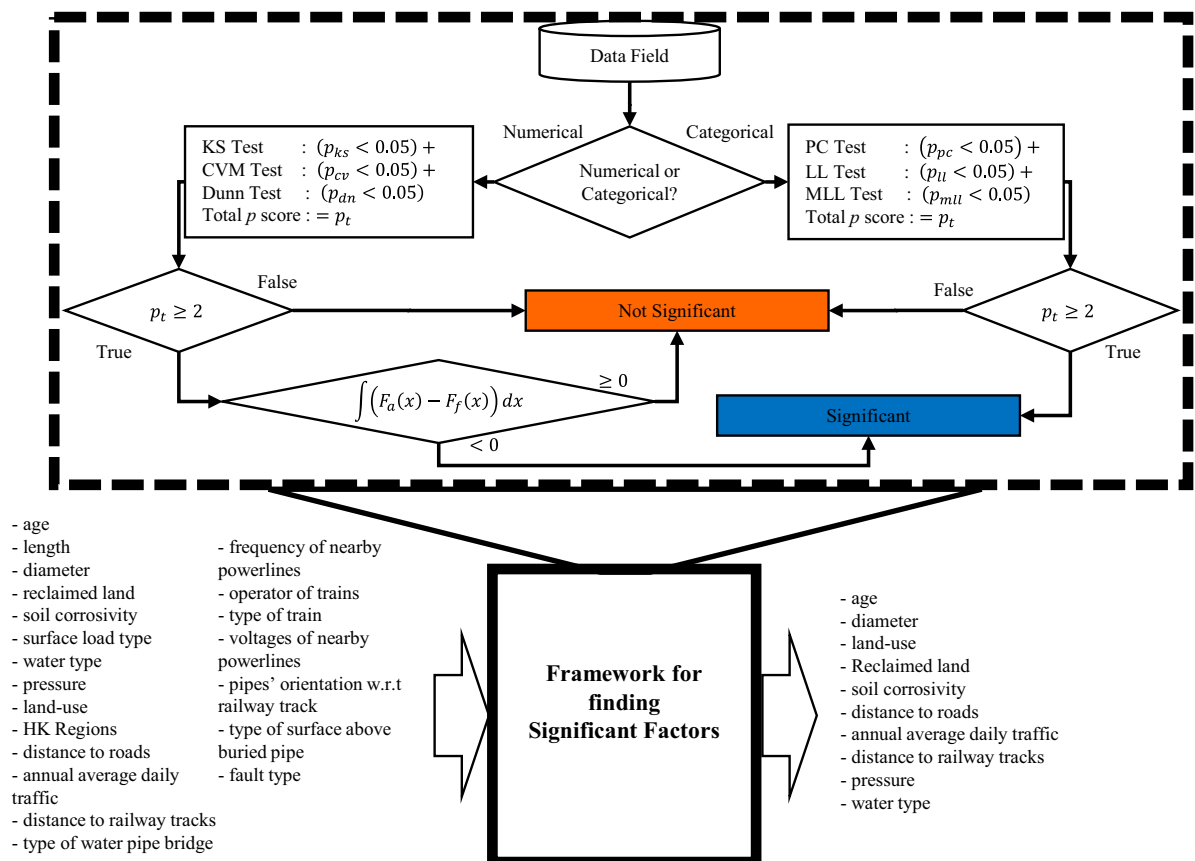 Data Field
Numerical
Categorical
Numerical or
Categorical?
KS Test : (p_ks < 0.05) +
CVM Test : (p_cv < 0.05) +
Dunn Test : (p_dn < 0.05)
Total p score : = p_t
PC Test : (p_pc < 0.05) +
LL Test : (p_ll < 0.05) +
MLL Test : (p_mll < 0.05)
Total p score : = p_t
p_t ≥ 2
False
True
Not Significant
False
p_t ≥ 2
True
∫(F_a(x) − F_f(x)) dx
≥ 0
< 0
Significant
- age
- length
- diameter
- reclaimed land
- soil corrosivity
- surface load type
- water type
- pressure
- land-use
- HK Regions
- distance to roads
- annual average daily
traffic
- distance to railway tracks
- type of water pipe bridge
- frequency of nearby
powerlines
- operator of trains
- type of train
- voltages of nearby
powerlines
- pipes’ orientation w.r.t
railway track
- type of surface above
buried pipe
- fault type
Framework for
finding
Significant Factors
- age
- diameter
- land-use
- Reclaimed land
- soil corrosivity
- distance to roads
- annual average daily traffic
- distance to railway tracks
- pressure
- water type